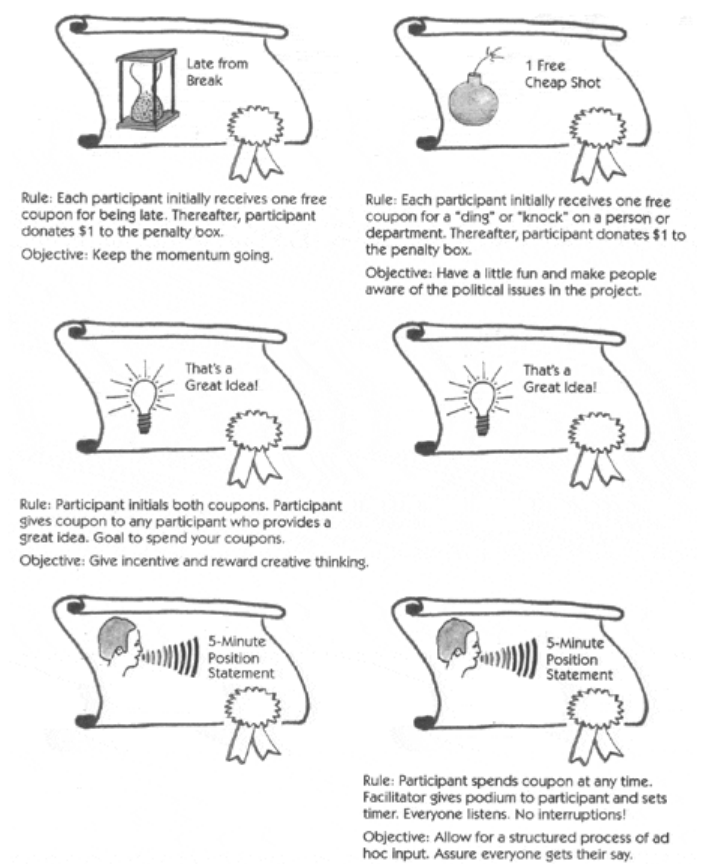 Late from
Break
1 Free
Cheap Shot
Rule: Each participant initially receives one free
coupon for being late. Thereafter, participant
donates $1 to the penalty box.
Objective: Keep the momentum going.
Rule: Each participant initially receives one free
coupon for a "ding" or "knock" on a person or
department. Thereafter, participant donates $1 to
the penalty box.
Objective: Have a little fun and make people
aware of the political issues in the project.
That's a
Great Idea!
That's a
Great Idea!
Rule: Participant initials both coupons. Participant
gives coupon to any participant who provides a
great idea. Goal to spend your coupons.
Objective: Give incentive and reward creative thinking.
5-Minute
Position
Statement
5-Minute
Position
Statement
Rule: Participant spends coupon at any time.
Facilitator gives podium to participant and sets
timer. Everyone listens. No interruptions!
Objective: Allow for a structured process of ad
hoc input. Assure everyone gets their say.